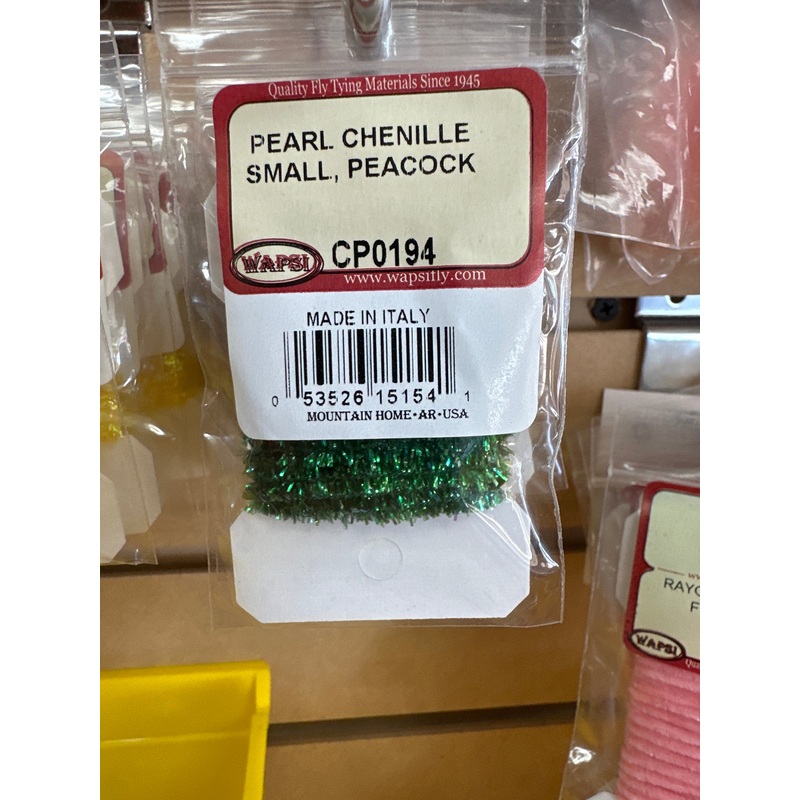 Quality Fly Tying Materials Since 1945
PEARL CHENILLE
SMALL, PEACOCK
WAPSI
CP0194
www.wapsifly.com
MADE IN ITALY
0 53526 15154 1
MOUNTAIN HOME•AR•USA
WAPSI